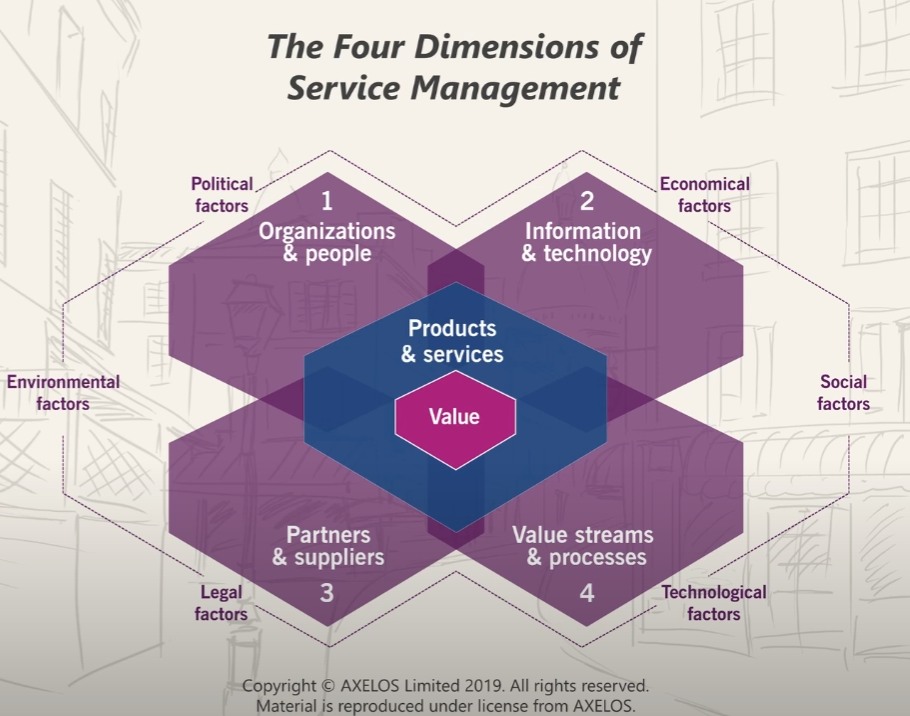 The Four Dimensions of
Service Management
Political
factors
Economical
factors
1
Organizations
& people
2
Information
& technology
Products
& services
Environmental
factors
Value
Social
factors
Partners
& suppliers
3
Value streams
& processes
4
Legal
factors
Technological
factors
Copyright © AXELOS Limited 2019. All rights reserved.
Material is reproduced under license from AXELOS.